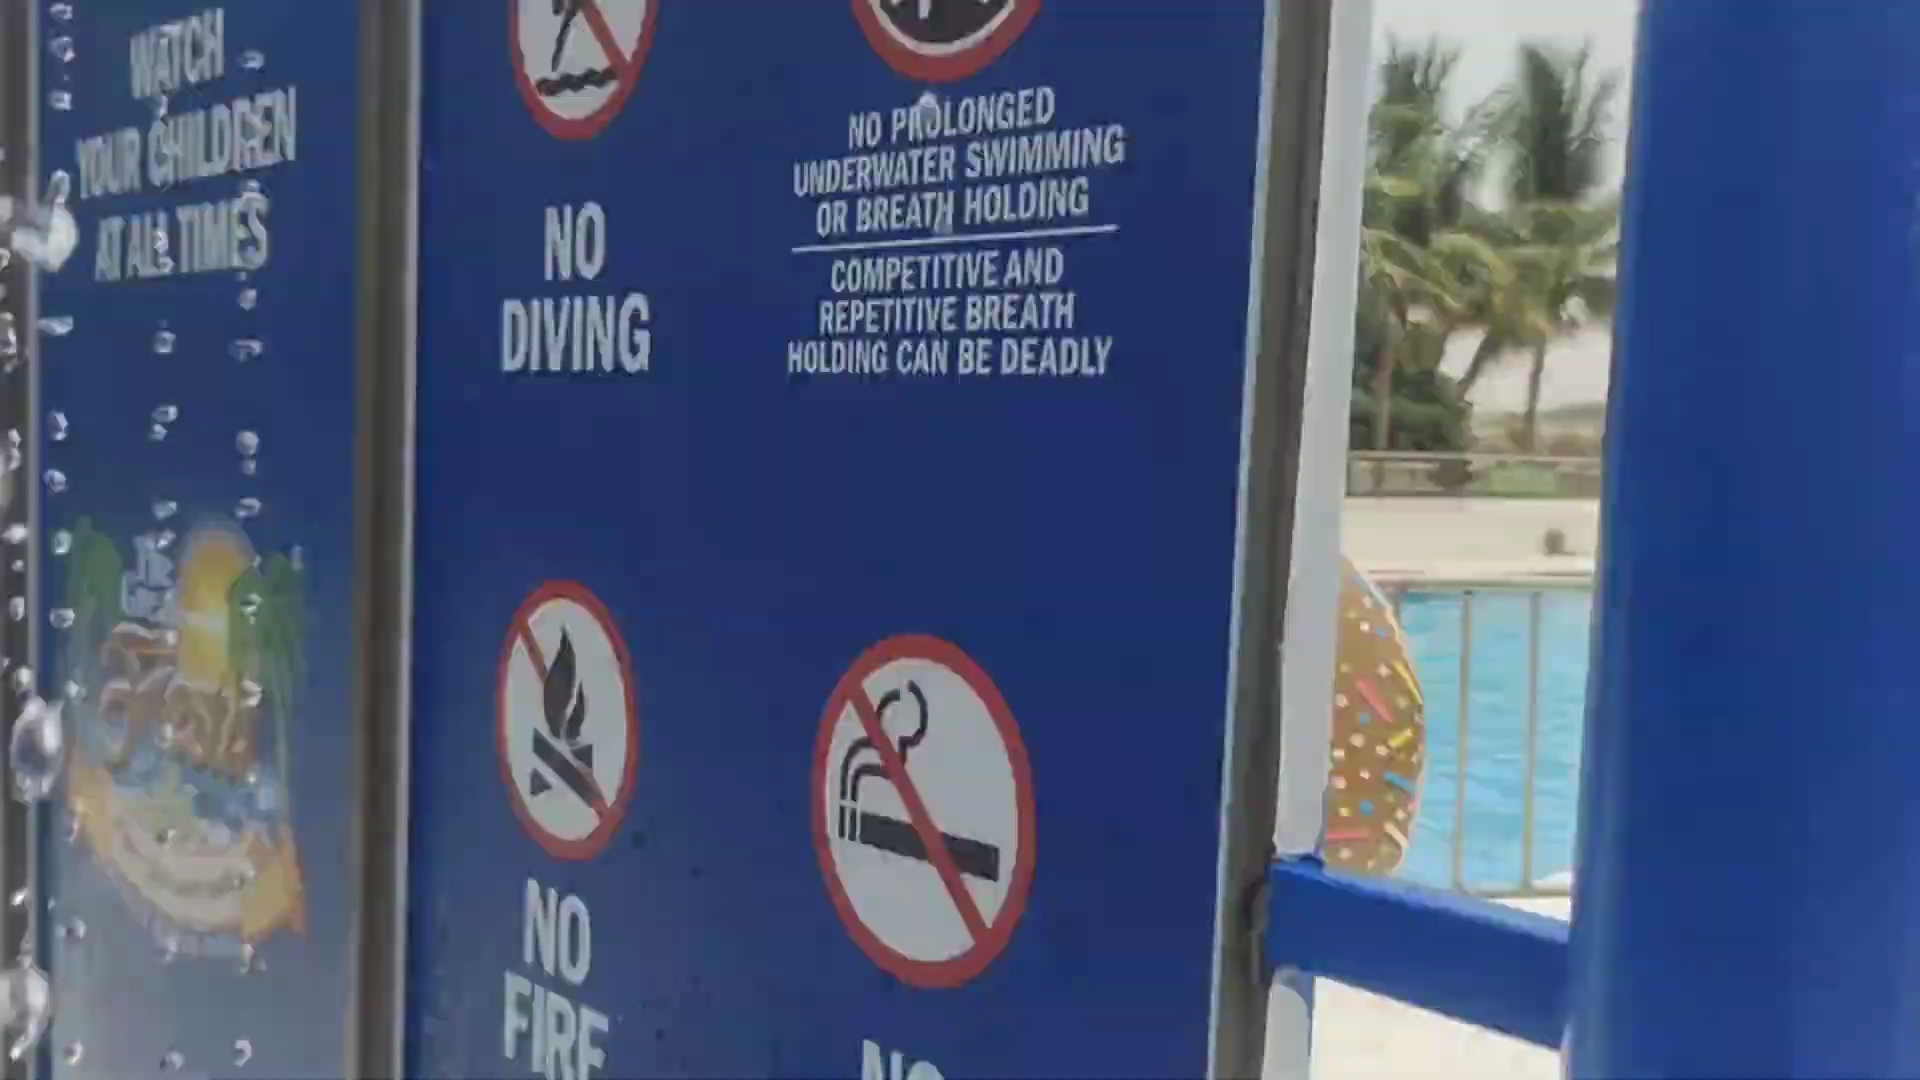 WATCH
YOUR CHILDREN
AT ALL TIMES
NO
DIVING
NO PROLONGED
UNDERWATER SWIMMING
OR BREATH HOLDING
COMPETITIVE AND
REPETITIVE BREATH
HOLDING CAN BE DEADLY
NO
FIRE
NO